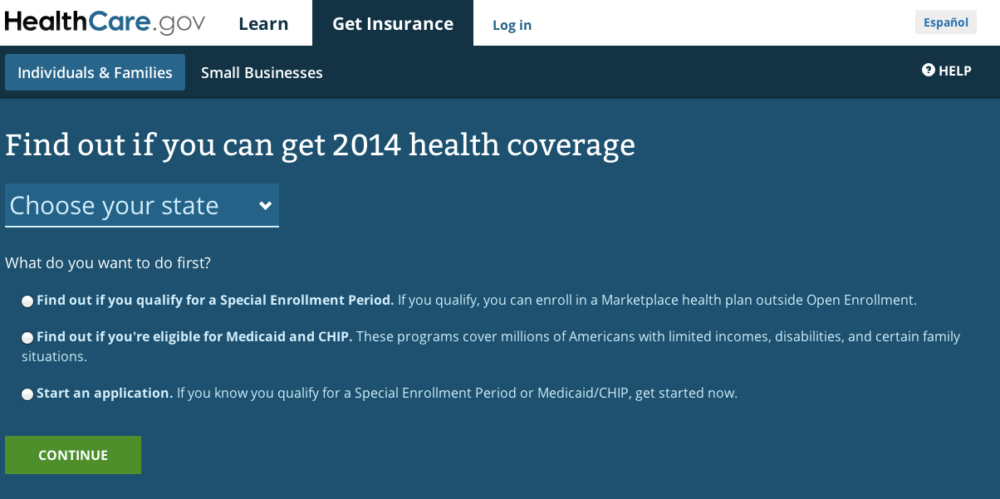 HealthCare.gov Learn Get Insurance Log in Español
Individuals & Families Small Businesses ? HELP
Find out if you can get 2014 health coverage
Choose your state
What do you want to do first?
Find out if you qualify for a Special Enrollment Period. If you qualify, you can enroll in a Marketplace health plan outside Open Enrollment.
Find out if you're eligible for Medicaid and CHIP. These programs cover millions of Americans with limited incomes, disabilities, and certain family
situations.
Start an application. If you know you qualify for a Special Enrollment Period or Medicaid/CHIP, get started now.
CONTINUE